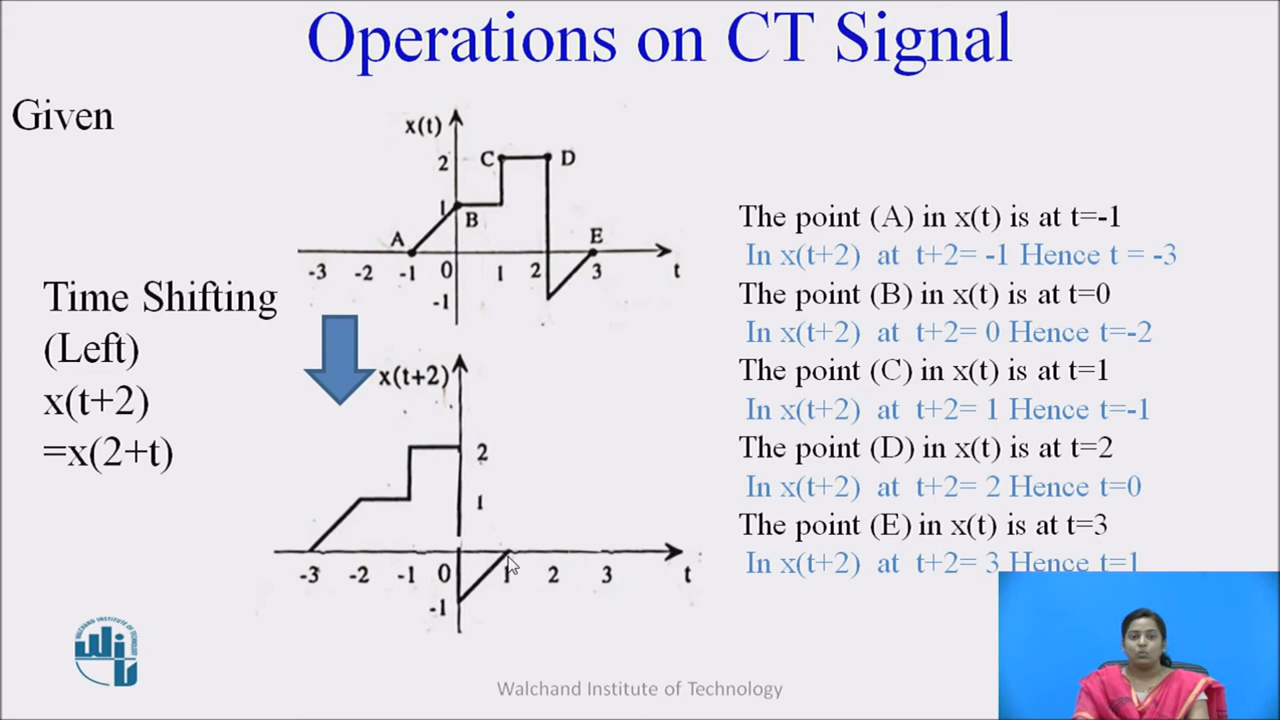 Operations on CT Signal
Given
x(t)
2
C
D
1
B
A
E
-3 -2 -1 0 1 2 3 t
-1
Time Shifting
(Left)
x(t+2)
=x(2+t)
x(t+2)
2
1
-3 -2 -1 0 1 2 3 t
-1
The point (A) in x(t) is at t=-1
In x(t+2) at t+2= -1 Hence t = -3
The point (B) in x(t) is at t=0
In x(t+2) at t+2= 0 Hence t=-2
The point (C) in x(t) is at t=1
In x(t+2) at t+2= 1 Hence t=-1
The point (D) in x(t) is at t=2
In x(t+2) at t+2= 2 Hence t=0
The point (E) in x(t) is at t=3
In x(t+2) at t+2= 3 Hence t=1
WALCHAND INSTITUTE OF TECHNOLOGY
WIT
Walchand Institute of Technology